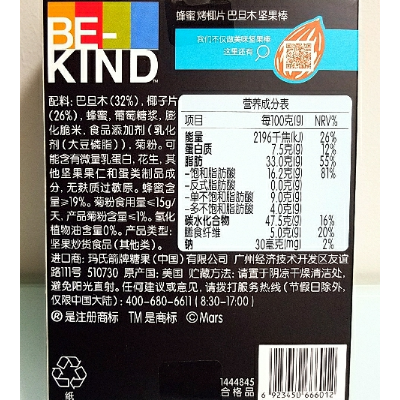 BE-
KIND™
蜂蜜 烤椰片 巴旦木 坚果棒
我们不仅做美味坚果棒
这里还有
配料：巴旦木(32%)，椰子片
(26%)，蜂蜜，葡萄糖浆，膨
化脆米，食品添加剂(乳化
剂(大豆磷脂))，菊粉。可
能含有微量乳蛋白，花生，其
他坚果果仁和蛋类制品成
分，无麸质过敏原。蜂蜜含
量≥19%。菊粉食用量≤15g/
天，产品菊粉含量≤1%。氢化
植物油含量0%。产品类型：
坚果炒货食品(其他类)。
营养成分表
项目 每100克(g) NRV%
能量 2196千焦(kJ) 26%
蛋白质 7.5克(g) 12%
脂肪 33.0克(g) 55%
-饱和脂肪酸 16.2克(g) 81%
-反式脂肪酸 0.0克(g)
-单不饱和脂肪酸 9.0克(g)
-多不饱和脂肪酸 4.0克(g)
碳水化合物 47.5克(g) 16%
膳食纤维 5.0克(g) 20%
钠 30毫克(mg) 2%
进口商：玛氏箭牌糖果(中国)有限公司 广州经济技术开发区友谊
路111号 510730 原产国：美国 贮藏方法：请置于阴凉干燥清洁处，
避免阳光直射。任何建议或意见，请拨打服务热线(节假日除外，
仅限中国大陆)：400-680-6611 (8:30-17:00)
®是注册商标 TM是商标 ©Mars
纸
1444845
合格品
6 923450 666012